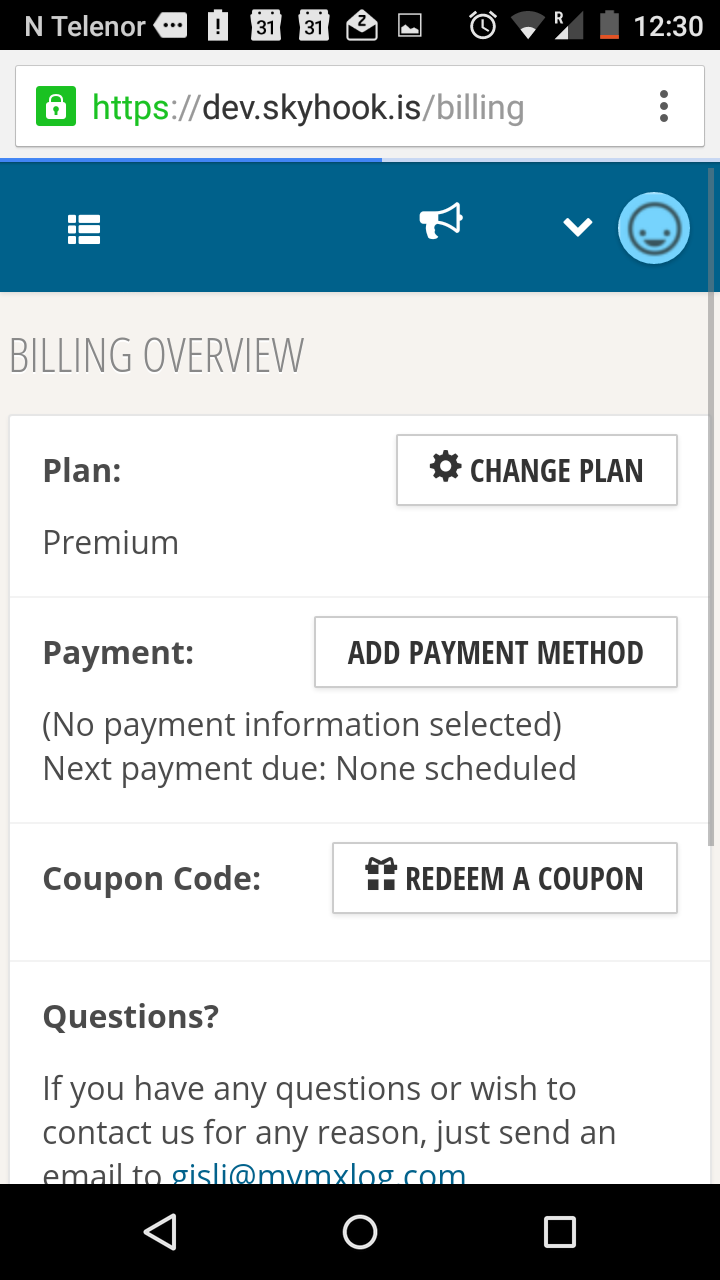 N Telenor 31 31 Z R 12:30
https://dev.skyhook.is/billing
BILLING OVERVIEW
Plan:
CHANGE PLAN
Premium
Payment:
ADD PAYMENT METHOD
(No payment information selected)
Next payment due: None scheduled
Coupon Code:
REDEEM A COUPON
Questions?
If you have any questions or wish to
contact us for any reason, just send an
email to gisli@mymxlog.com